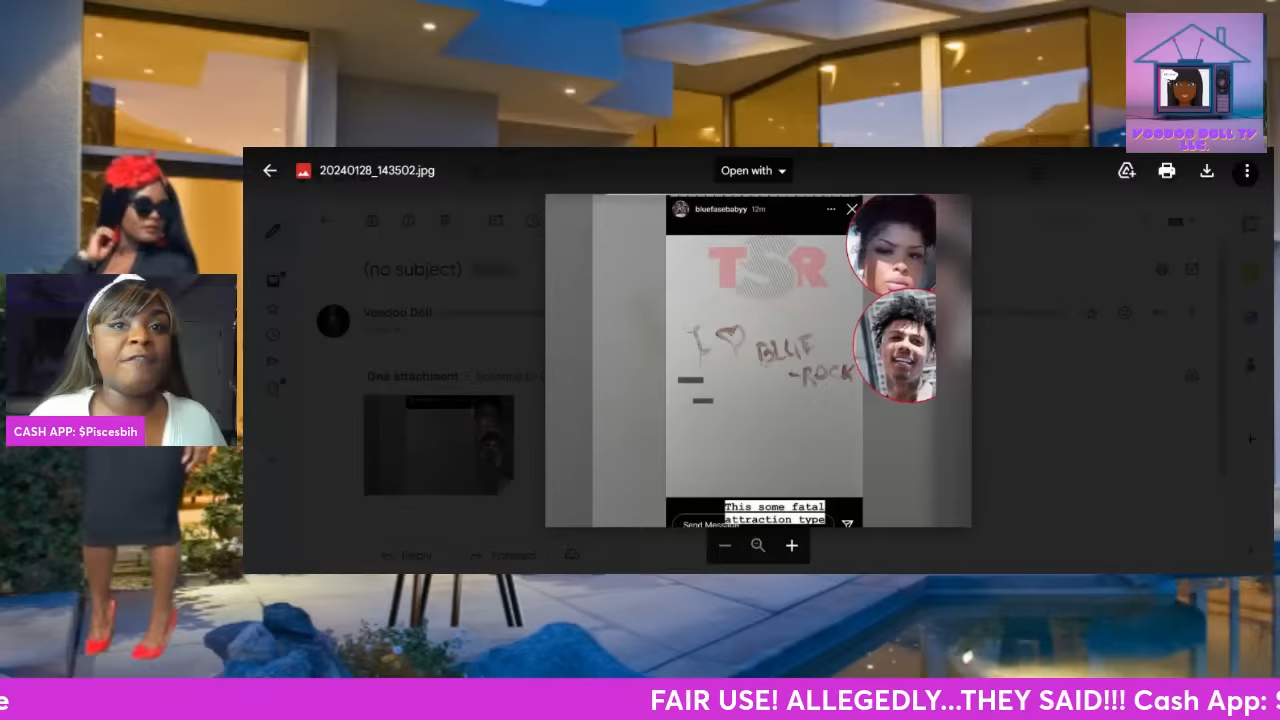 VOODOO DOLL TV
LLC.
20240128_143502.jpg
Open with
bluefasebabyy 12m
TSR
I ♡ BLUE
-ROCK
This some fatal
attraction type
Send Message
(no subject)
Voodoo Doll
One attachment
Reply
Forward
CASH APP: $Piscesbih
e
FAIR USE! ALLEGEDLY...THEY SAID!!! Cash App: $